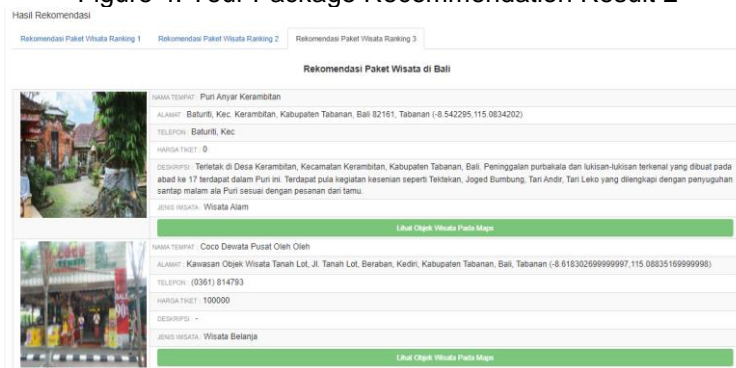 Figure 4. Tour Package Recommendation Result 2
Hasil Rekomendasi
Rekomendasi Paket Wisata Ranking 1 Rekomendasi Paket Wisata Ranking 2 Rekomendasi Paket Wisata Ranking 3
Rekomendasi Paket Wisata di Bali
NAMA TEMPAT : Puri Anyar Kerambitan
ALAMAT : Baturiti, Kec. Kerambitan, Kabupaten Tabanan, Bali 82161, Tabanan (-8.542295,115.0834202)
TELEPON : Baturiti, Kec
HARGA TIKET : 0
DESKRIPSI : Terletak di Desa Kerambitan, Kecamatan Kerambitan, Kabupaten Tabanan, Bali. Peninggalan purbakala dan lukisan-lukisan terkenal yang dibuat pada
abad ke 17 terdapat dalam Puri ini. Terdapat pula kegiatan kesenian seperti Tektekan, Joged Bumbung, Tari Andir, Tari Leko yang dilengkapi dengan penyuguhan
santap malam ala Puri sesuai dengan pesanan dari tamu.
JENIS WISATA : Wisata Alam
Lihat Objek Wisata Pada Maps
NAMA TEMPAT : Coco Dewata Pusat Oleh Oleh
ALAMAT : Kawasan Objek Wisata Tanah Lot, Jl. Tanah Lot, Beraban, Kediri, Kabupaten Tabanan, Bali, Tabanan (-8.618302699999997,115.08835169999998)
TELEPON : (0361) 814793
HARGA TIKET : 100000
DESKRIPSI : -
JENIS WISATA : Wisata Belanja
Lihat Objek Wisata Pada Maps